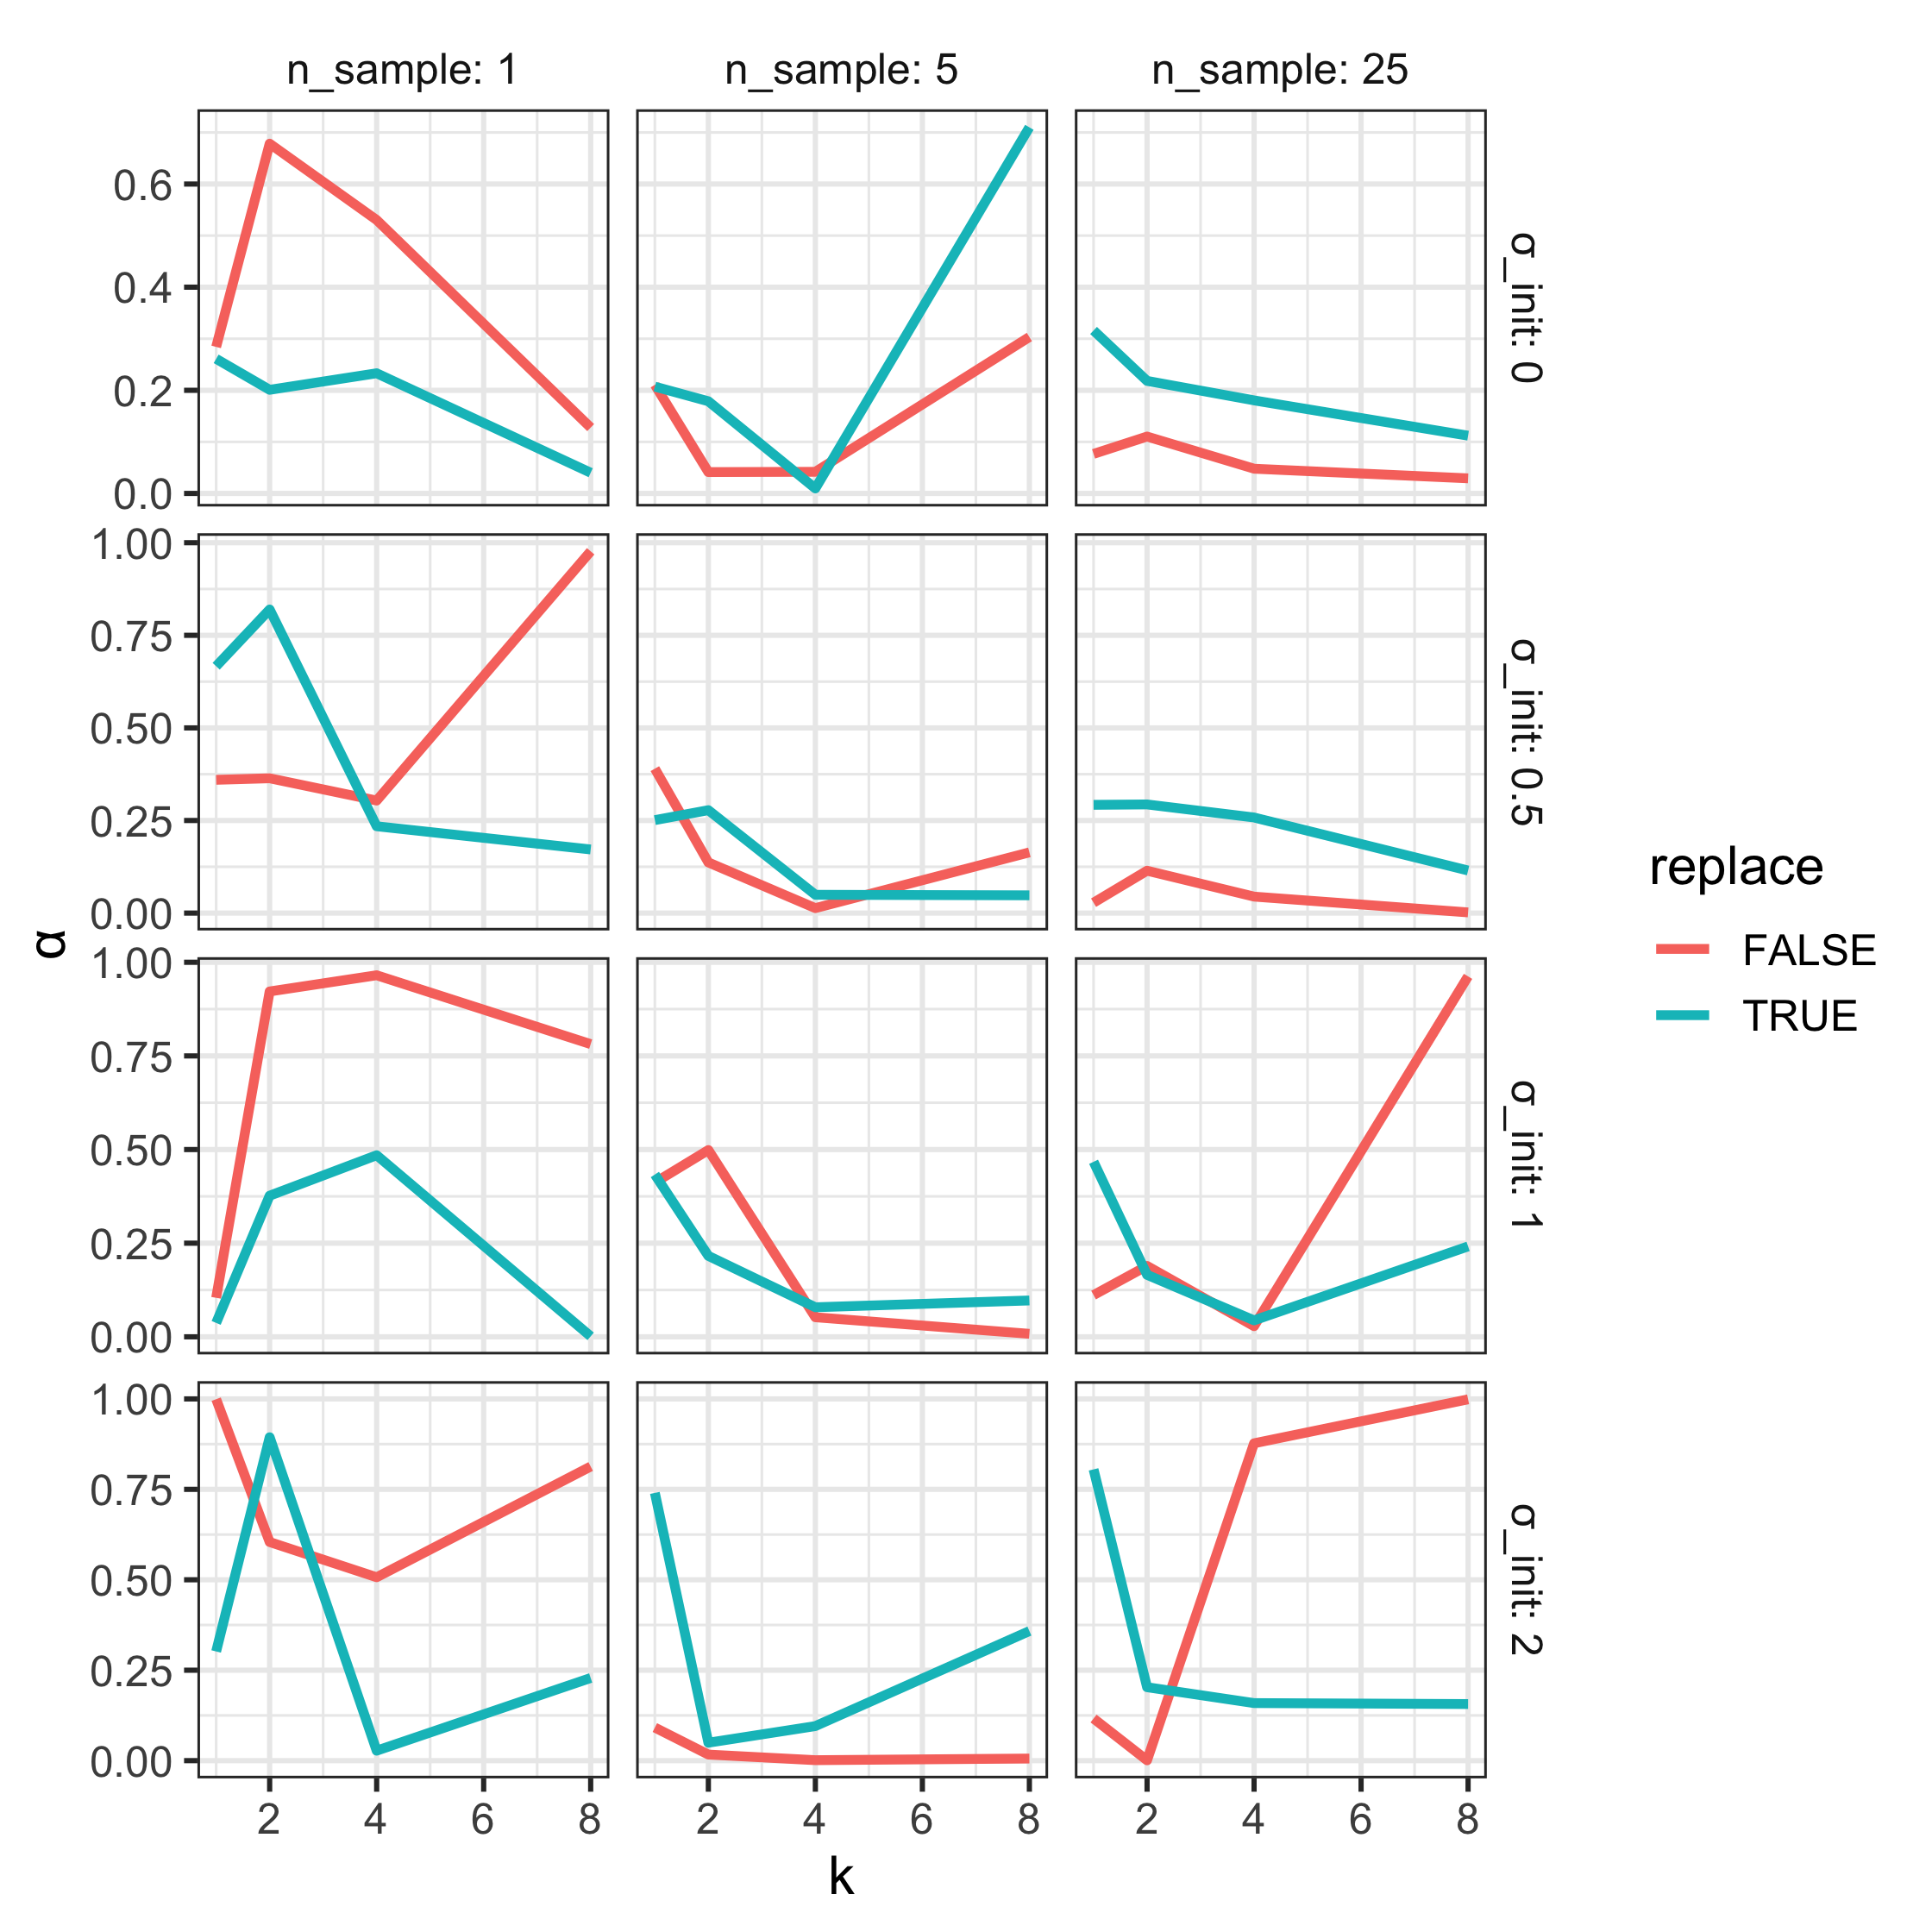 n_sample: 1
n_sample: 5
n_sample: 25
0.6
0.4
0.2
0.0
σ_init: 0
1.00
0.75
0.50
0.25
0.00
σ_init: 0.5
1.00
0.75
0.50
0.25
0.00
σ_init: 1
1.00
0.75
0.50
0.25
0.00
σ_init: 2
2
4
6
8
2
4
6
8
2
4
6
8
k
α
replace
FALSE
TRUE